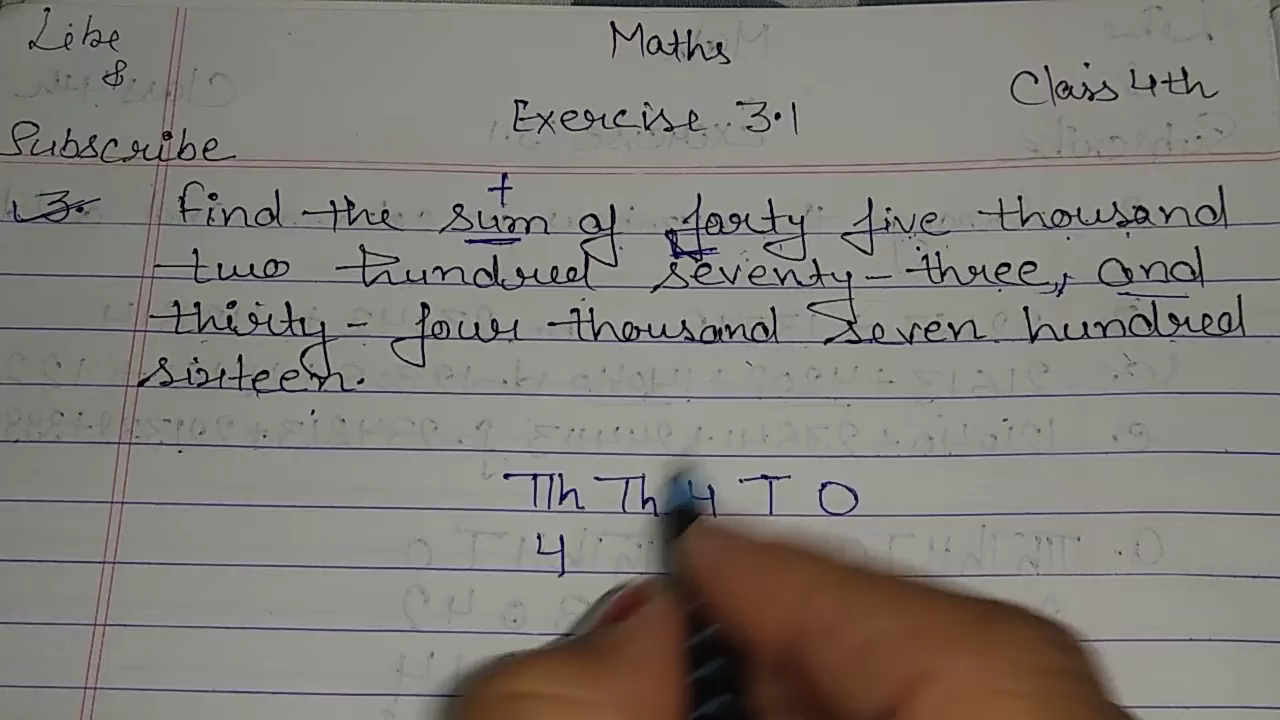 Like
&
Subscribe
Maths
Class 4th
Exercise 3.1
3. find the sum of forty five thousand
+
two hundred seventy-three, and
thirty-four thousand seven hundred
sixteen.
TTh Th H T O
4